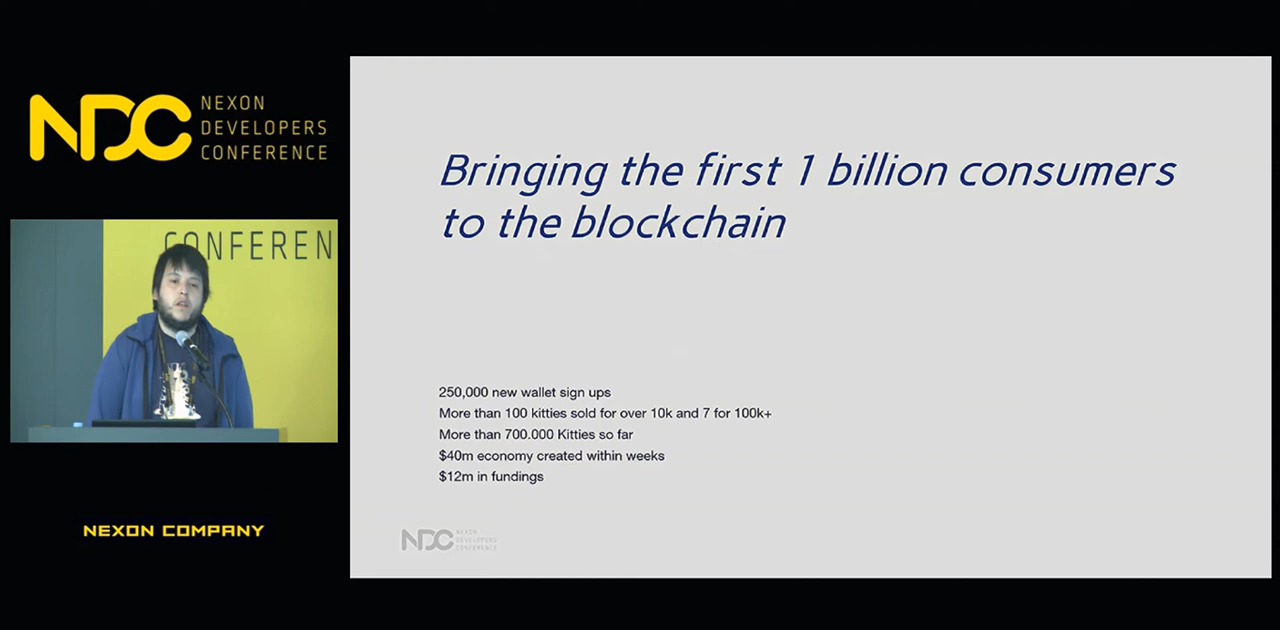 NDC
NEXON
DEVELOPERS
CONFERENCE
CONFEREN
NEXON COMPANY
Bringing the first 1 billion consumers
to the blockchain
250,000 new wallet sign ups
More than 100 kitties sold for over 10k and 7 for 100k+
More than 700.000 Kitties so far
$40m economy created within weeks
$12m in fundings
NDC
NEXON
DEVELOPERS
CONFERENCE